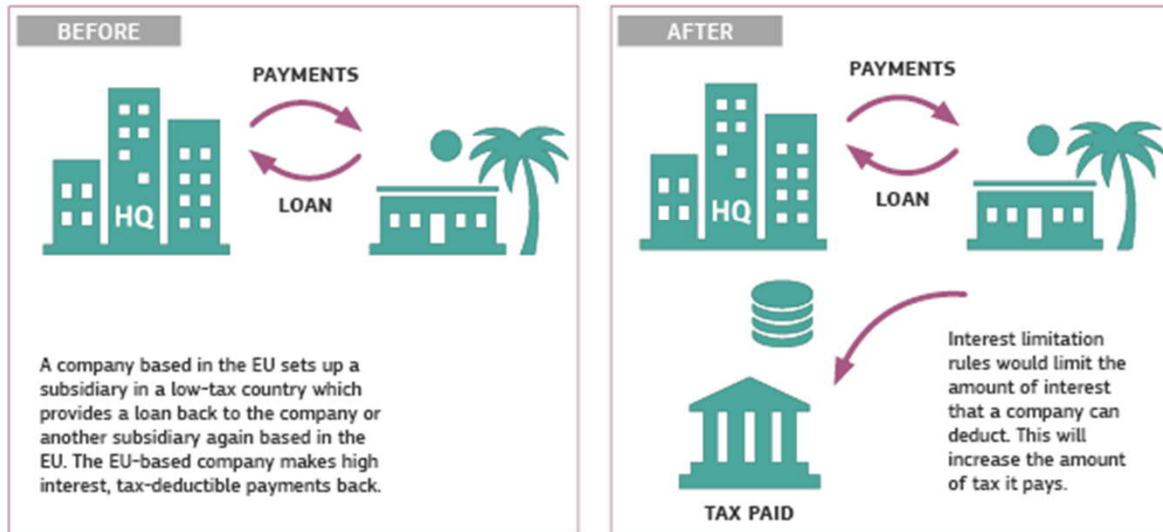 BEFORE
PAYMENTS
HQ
LOAN
A company based in the EU sets up a
subsidiary in a low-tax country which
provides a loan back to the company or
another subsidiary again based in the
EU. The EU-based company makes high
interest, tax-deductible payments back.
AFTER
PAYMENTS
HQ
LOAN
Interest limitation
rules would limit the
amount of interest
that a company can
deduct. This will
increase the amount
of tax it pays.
TAX PAID